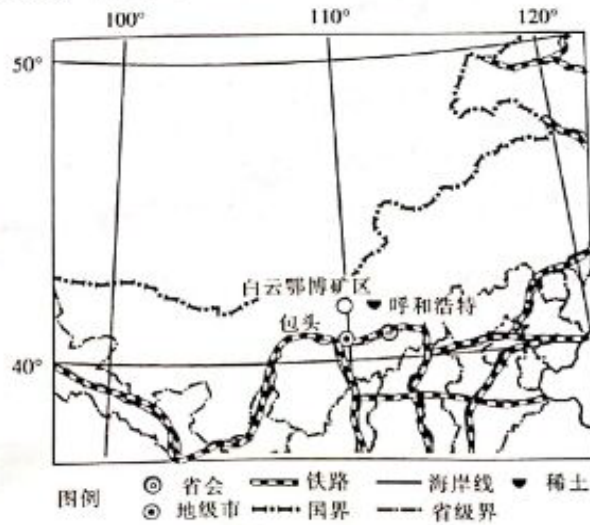 100° 110° 120°
50°
白云鄂博矿区
呼和浩特
包头
40°
图例 省会 铁路 海岸线 稀土
地级市 国界 省级界